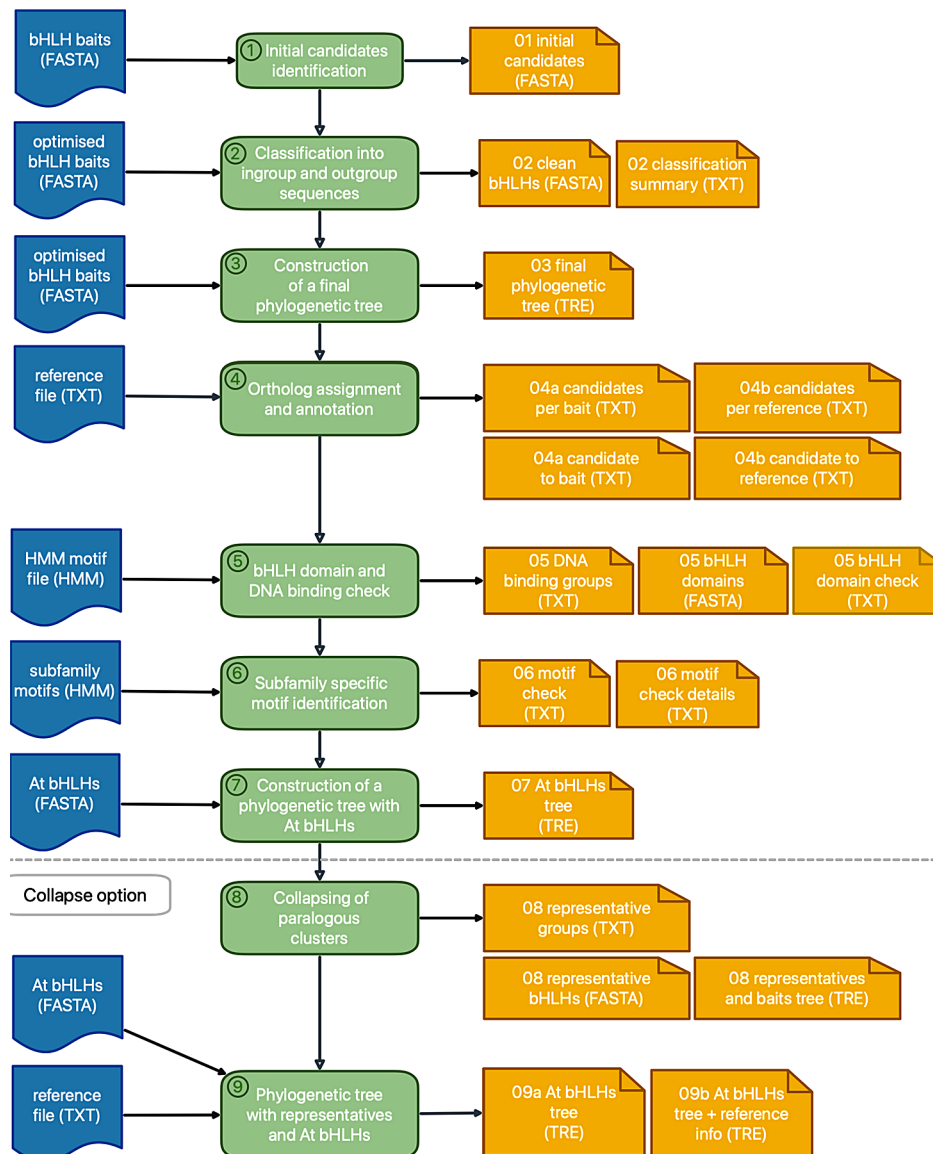 bHLH baits
(FASTA)
1
Initial candidates
identification
01 initial
candidates
(FASTA)
optimised
bHLH baits
(FASTA)
2
Classification into
ingroup and outgroup
sequences
02 clean
bHLHs (FASTA)
02 classification
summary (TXT)
optimised
bHLH baits
(FASTA)
3
Construction
of a final
phylogenetic tree
03 final
phylogenetic
tree (TRE)
reference
file (TXT)
4
Ortholog assignment
and annotation
04a candidates
per bait (TXT)
04b candidates
per reference (TXT)
04a candidate
to bait (TXT)
04b candidate to
reference (TXT)
HMM motif
file (HMM)
5
bHLH domain and
DNA binding check
05 DNA
binding groups
(TXT)
05 bHLH
domains
(FASTA)
05 bHLH
domain check
(TXT)
subfamily
motifs (HMM)
6
Subfamily specific
motif identification
06 motif
check
(TXT)
06 motif
check details
(TXT)
At bHLHs
(FASTA)
7
Construction of a
phylogenetic tree with
At bHLHs
07 At bHLHs
tree
(TRE)
Collapse option
8
Collapsing of
paralogous
clusters
08 representative
groups (TXT)
08 representative
bHLHs (FASTA)
08 representatives
and baits tree (TRE)
At bHLHs
(FASTA)
reference
file (TXT)
9
Phylogenetic tree
with representatives
and At bHLHs
09a At bHLHs
tree
(TRE)
09b At bHLHs
tree + reference
info (TRE)